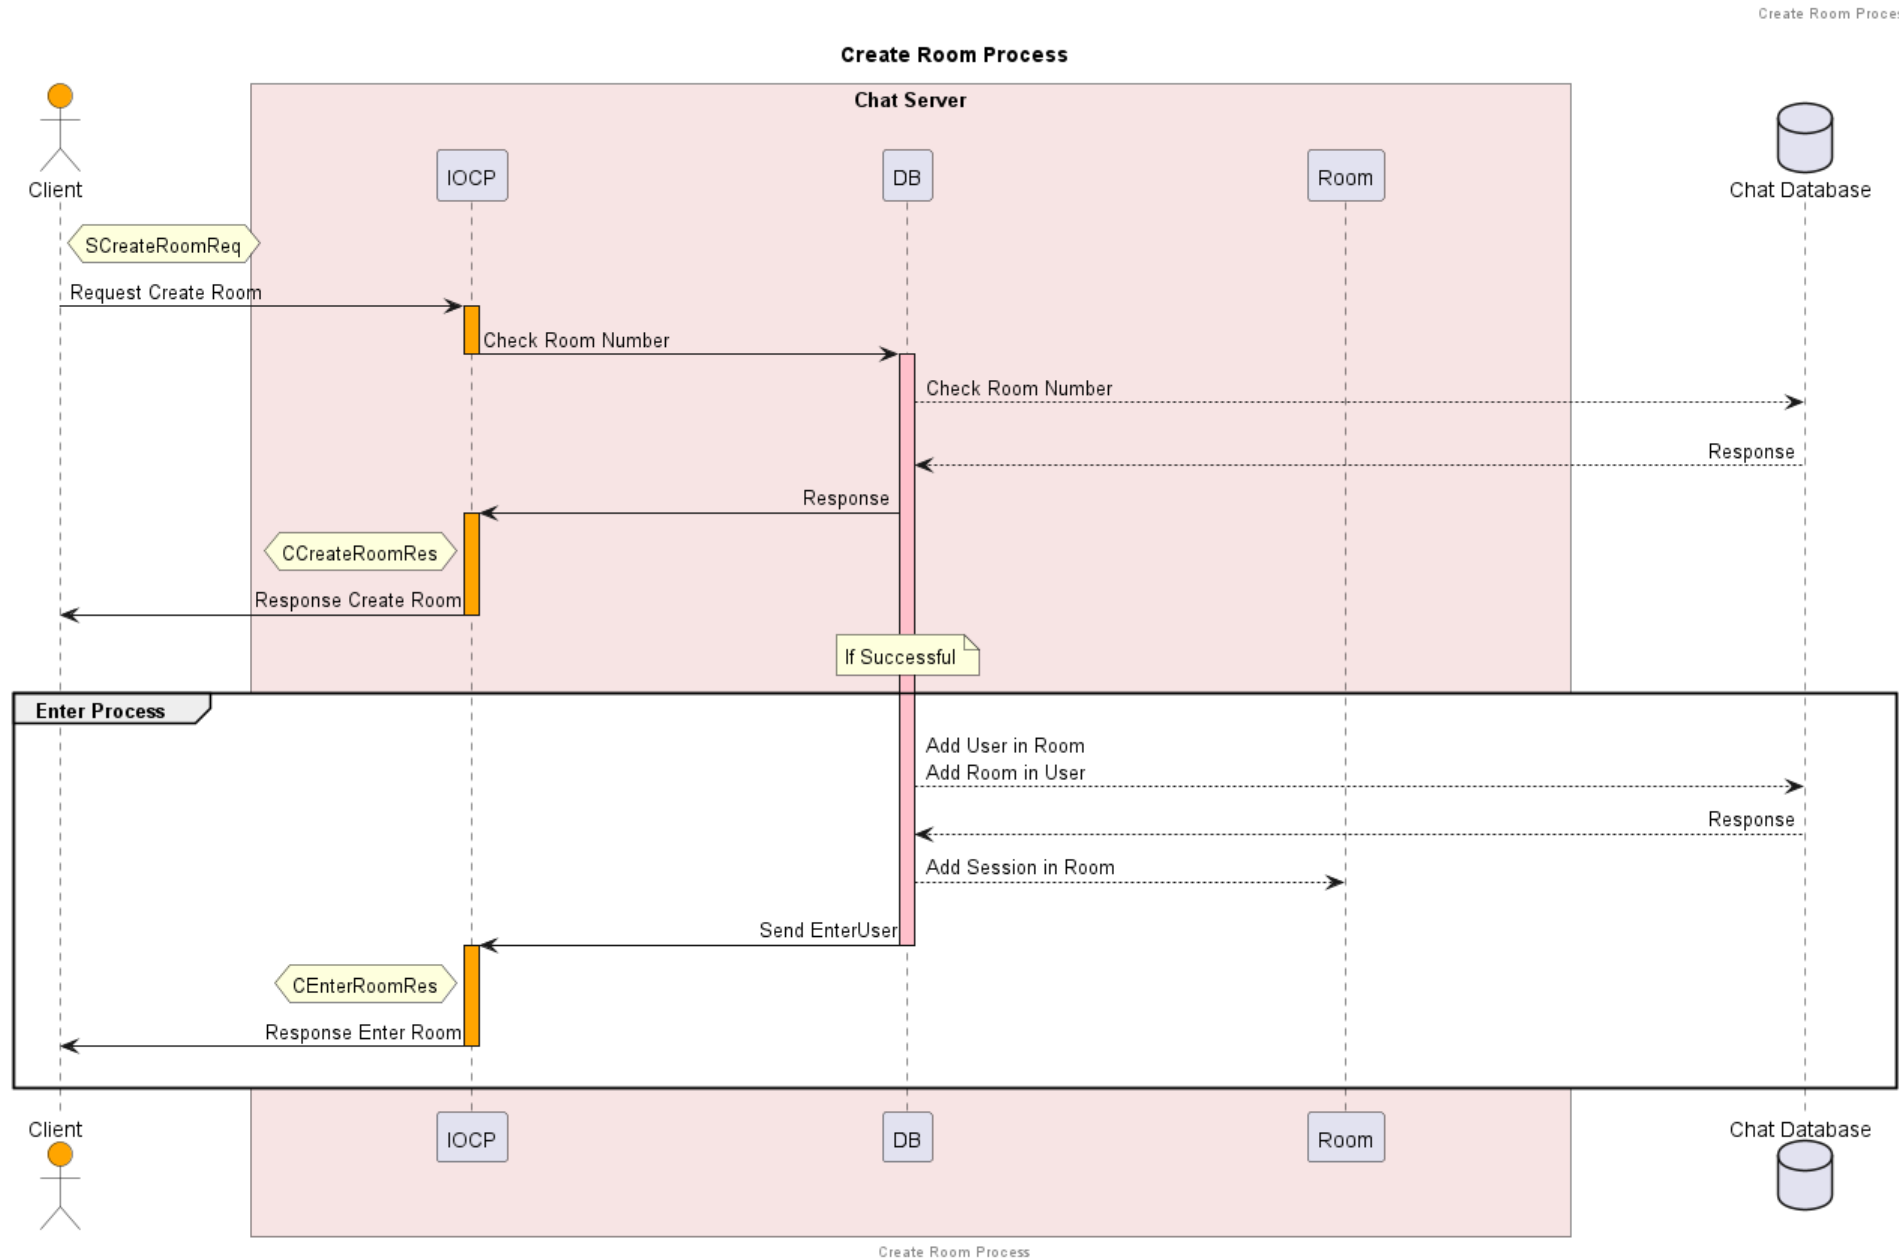 Create Room Proces
Create Room Process
Chat Server
Client
IOCP
DB
Room
Chat Database
SCreateRoomReq
Request Create Room
Check Room Number
Check Room Number
Response
Response
CCreateRoomRes
Response Create Room
If Successful
Enter Process
Add User in Room
Add Room in User
Response
Add Session in Room
Send EnterUser
CEnterRoomRes
Response Enter Room
Client
IOCP
DB
Room
Chat Database
Create Room Process